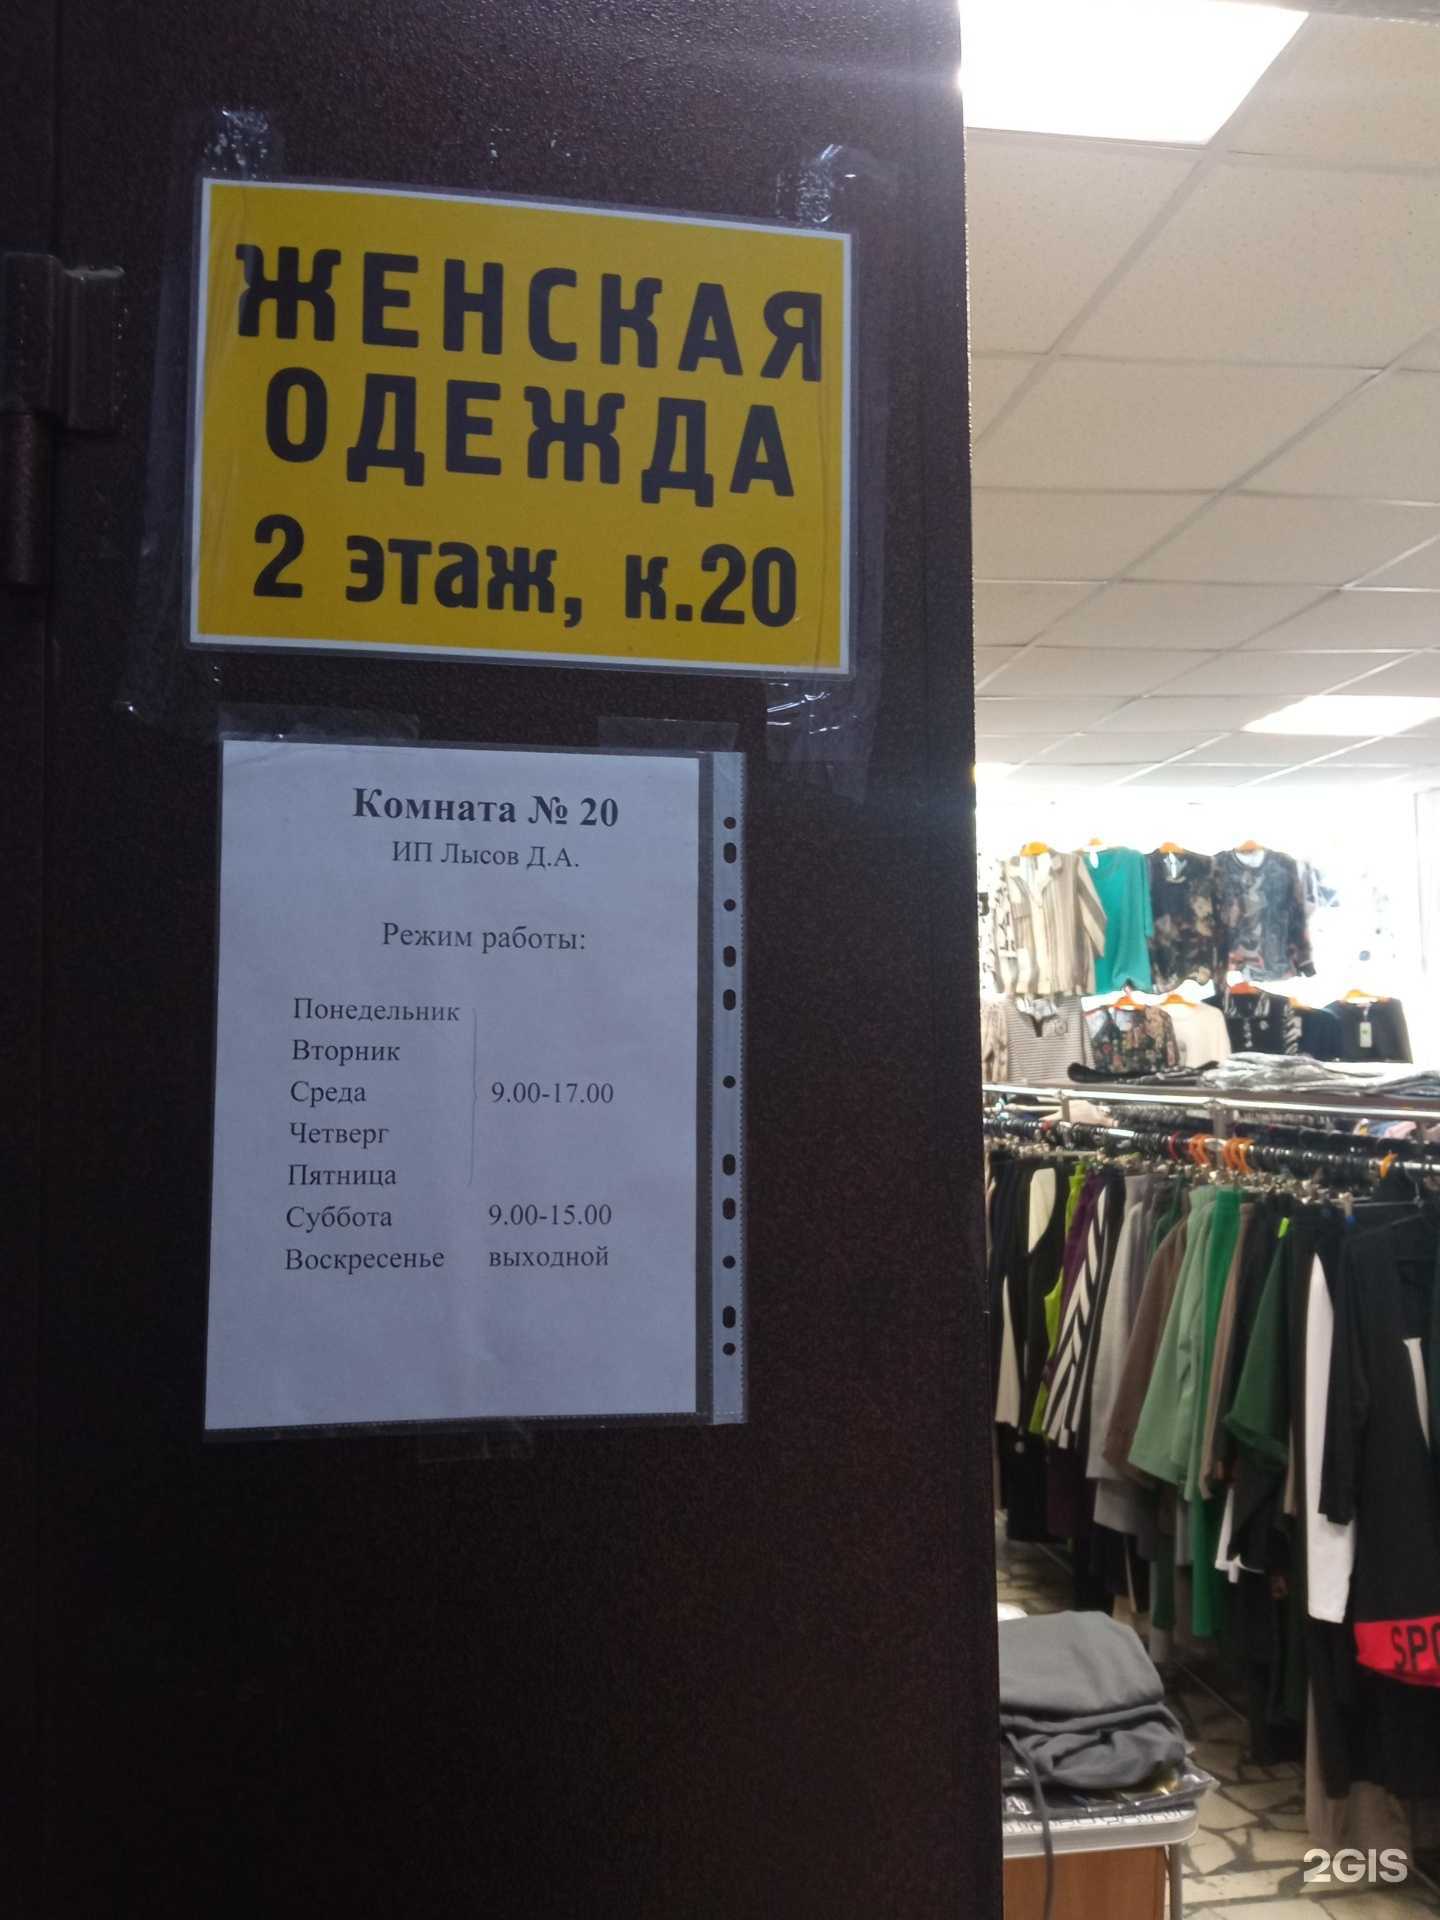 ЖЕНСКАЯ
ОДЕЖДА
2 этаж, к.20
Комната № 20
ИП Лысов Д.А.
Режим работы:
Понедельник
Вторник
Среда 9.00-17.00
Четверг
Пятница
Суббота 9.00-15.00
Воскресенье выходной
SPO
2GIS